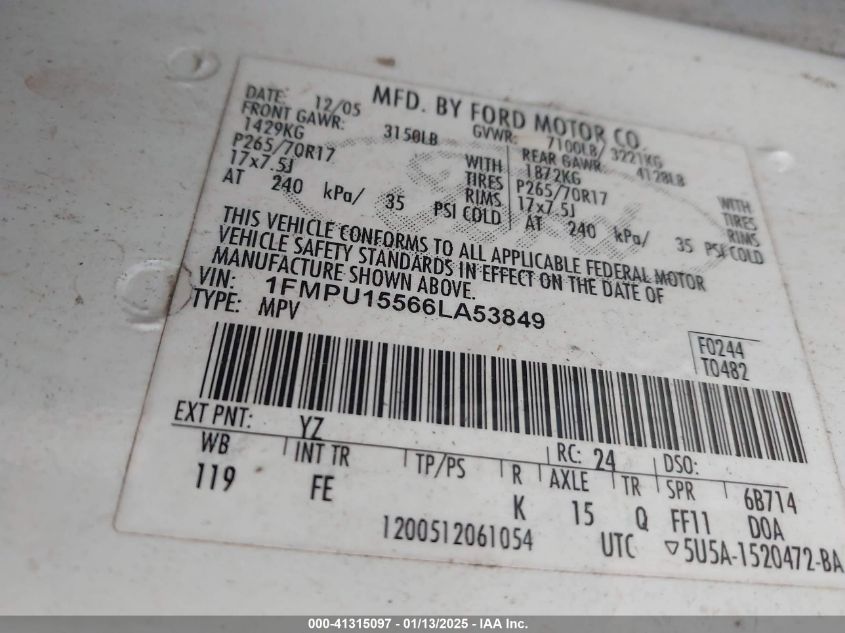 DATE: 12/05 MFD. BY FORD MOTOR CO.
FRONT GAWR: 3150LB GVWR: 7100LB/ 3221KG
1429KG WITH REAR GAWR: 4128LB
P265/70R17 TIRES 1872KG WITH
17x7.5J RIMS P265/70R17 TIRES
AT 240 kPa/ 35 PSI COLD 17x7.5J RIMS
AT 240 kPa/ 35 PSI COLD
THIS VEHICLE CONFORMS TO ALL APPLICABLE FEDERAL MOTOR
VEHICLE SAFETY STANDARDS IN EFFECT ON THE DATE OF
MANUFACTURE SHOWN ABOVE.
VIN: 1FMPU15566LA53849
TYPE: MPV
F0244
T0482
EXT PNT: YZ RC: 24 DSO:
WB INT TR TP/PS R AXLE TR SPR 6B714
119 FE K 15 Q FF11 DOA
1200512061054 UTC ▽5U5A-1520472-BA
000-41315097 - 01/13/2025 - IAA Inc.